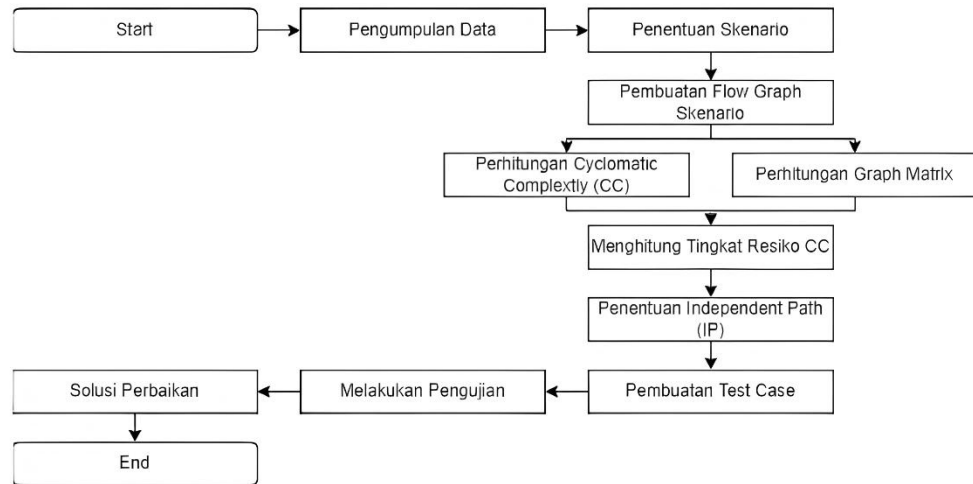 Start
Pengumpulan Data
Penentuan Skenario
Pembuatan Flow Graph
Skenario
Perhitungan Cyclomatic
Complextly (CC)
Perhitungan Graph Matrix
Menghitung Tingkat Resiko CC
Penentuan Independent Path
(IP)
Pembuatan Test Case
Melakukan Pengujian
Solusi Perbaikan
End